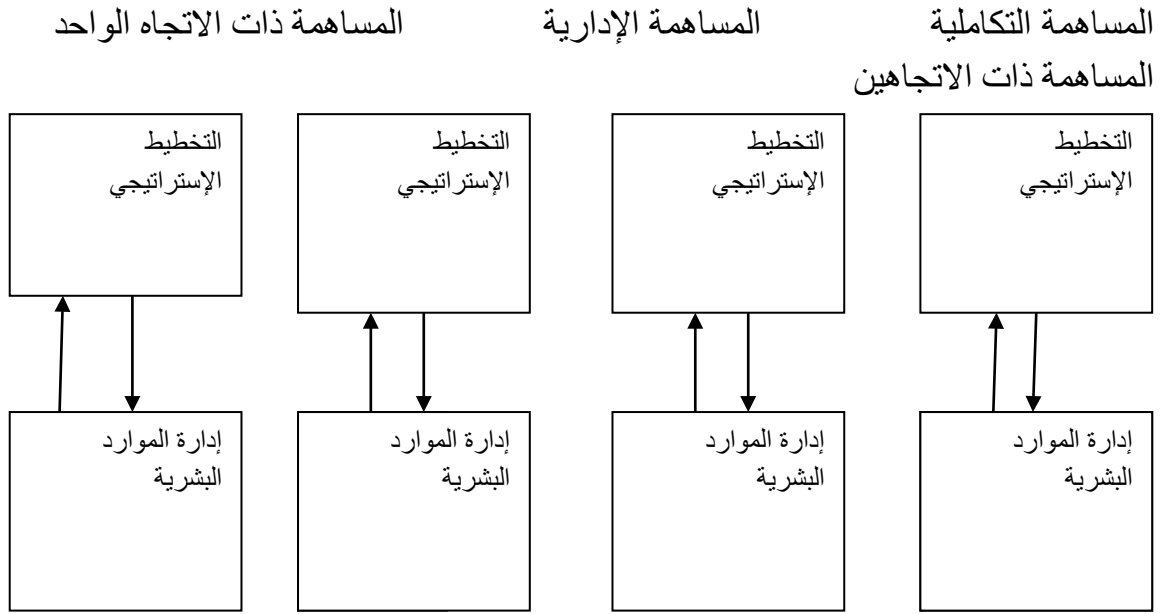 المساهمة التكاملية المساهمة الإدارية المساهمة ذات الاتجاه الواحد
المساهمة ذات الاتجاهين
التخطيط
الإستراتيجي
التخطيط
الإستراتيجي
التخطيط
الإستراتيجي
التخطيط
الإستراتيجي
إدارة الموارد
البشرية
إدارة الموارد
البشرية
إدارة الموارد
البشرية
إدارة الموارد
البشرية